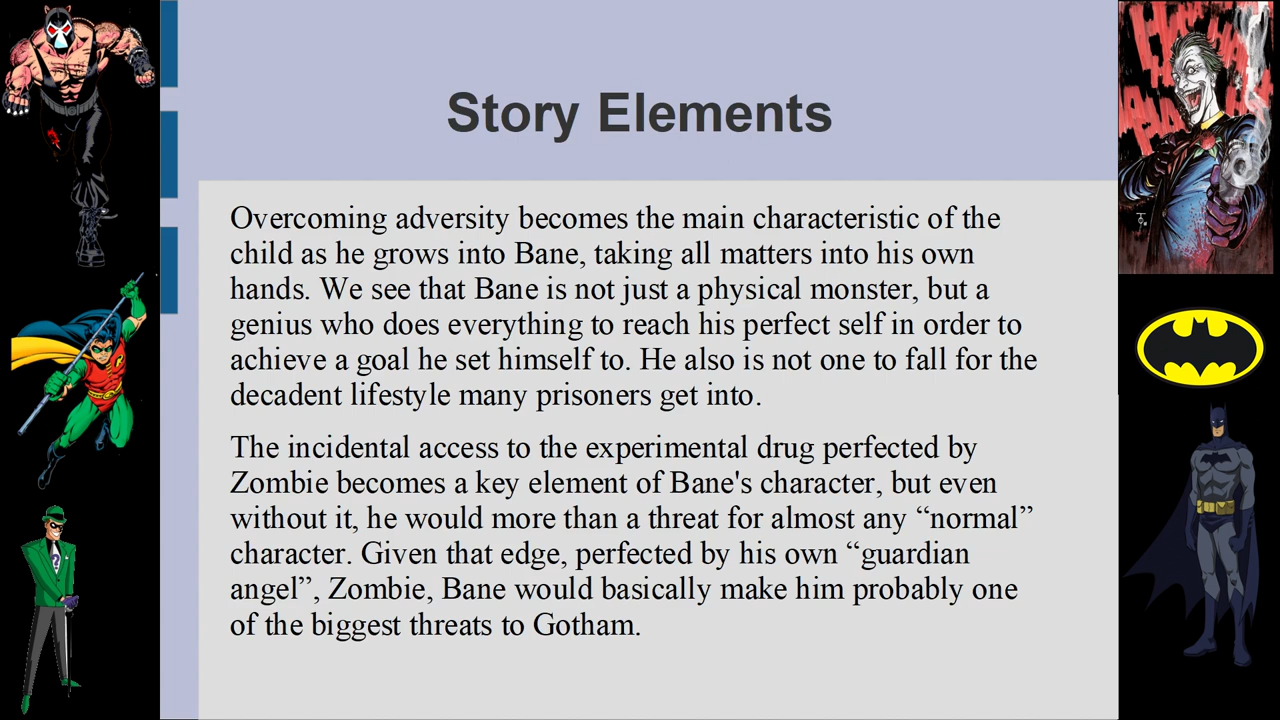 Story Elements
Overcoming adversity becomes the main characteristic of the
child as he grows into Bane, taking all matters into his own
hands. We see that Bane is not just a physical monster, but a
genius who does everything to reach his perfect self in order to
achieve a goal he set himself to. He also is not one to fall for the
decadent lifestyle many prisoners get into.
The incidental access to the experimental drug perfected by
Zombie becomes a key element of Bane's character, but even
without it, he would more than a threat for almost any “normal”
character. Given that edge, perfected by his own “guardian
angel”, Zombie, Bane would basically make him probably one
of the biggest threats to Gotham.